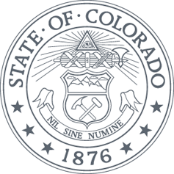 STATE · OF · COLORADO
NIL SINE NUMINE
★ 1876 ★